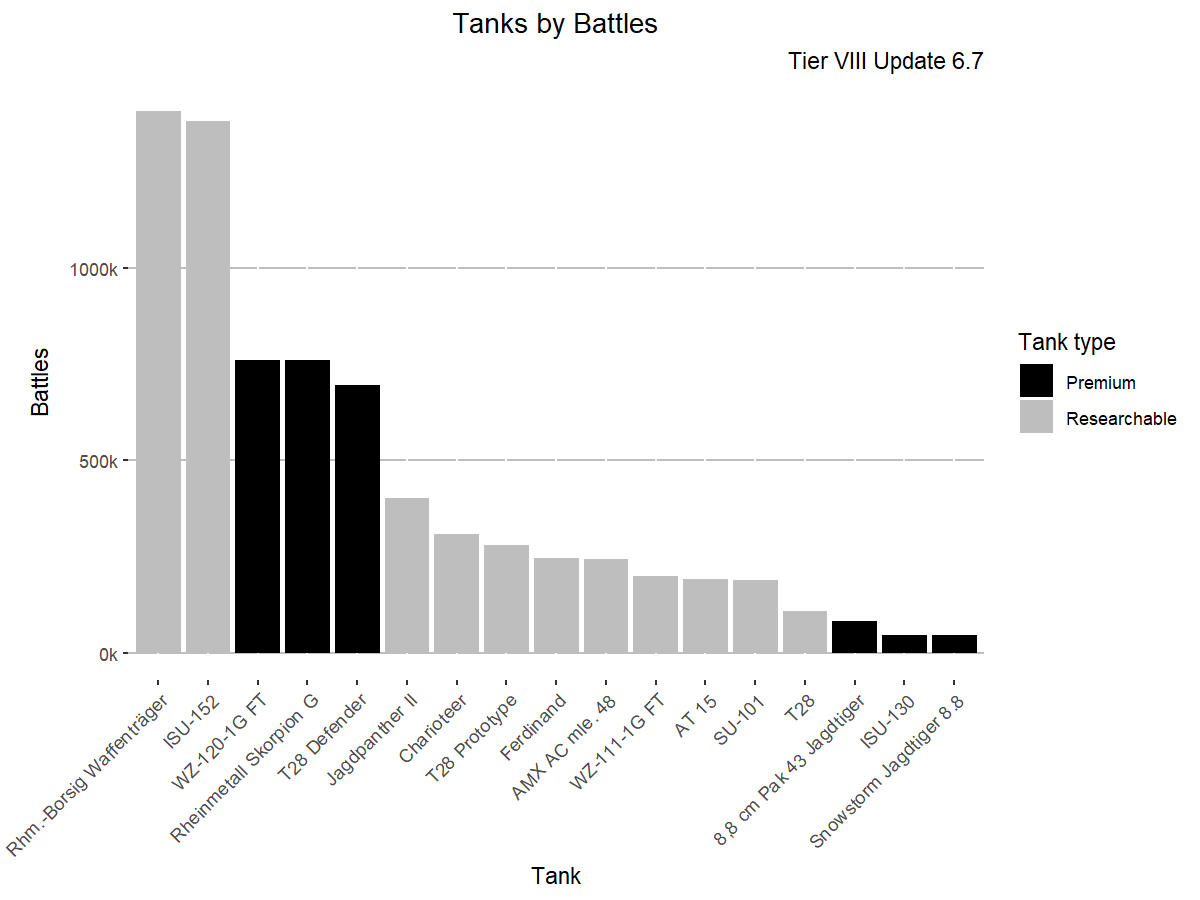 Tanks by Battles
Tier VIII Update 6.7
Battles
1000k
500k
0k
Rhm.-Borsig Waffenträger
ISU-152
WZ-120-1G FT
Rheinmetall Skorpion G
T28 Defender
Jagdpanther II
Charioteer
T28 Prototype
Ferdinand
AMX AC mle. 48
WZ-111-1G FT
AT 15
SU-101
T28
8,8 cm Pak 43 Jagdtiger
ISU-130
Snowstorm Jagdtiger 8.8
Tank
Tank type
Premium
Researchable